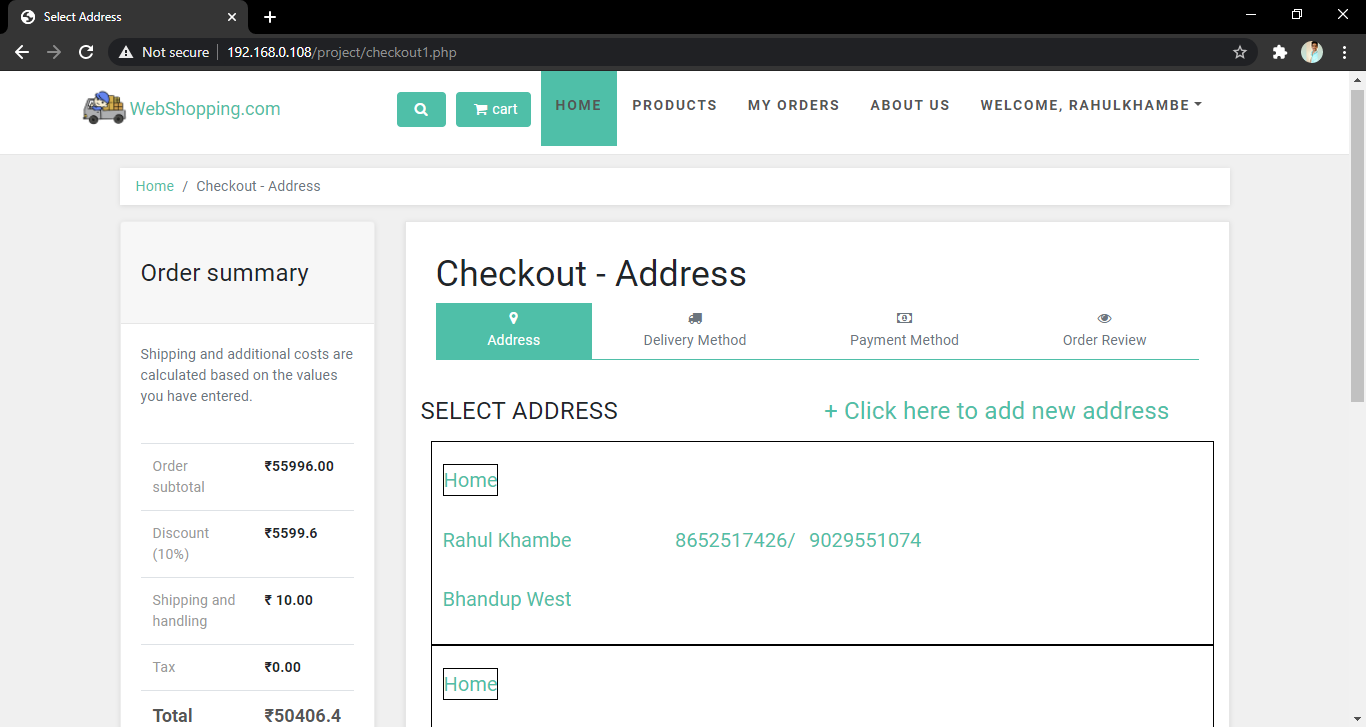 Select Address
Not secure 192.168.0.108/project/checkout1.php
WebShopping.com
cart
HOME
PRODUCTS
MY ORDERS
ABOUT US
WELCOME, RAHULKHAMBE
Home / Checkout - Address
Order summary
Shipping and additional costs are
calculated based on the values
you have entered.
Order subtotal ₹55996.00
Discount (10%) ₹5599.6
Shipping and handling ₹ 10.00
Tax ₹0.00
Total ₹50406.4
Checkout - Address
Address
Delivery Method
Payment Method
Order Review
SELECT ADDRESS
+ Click here to add new address
Home
Rahul Khambe 8652517426/ 9029551074
Bhandup West
Home